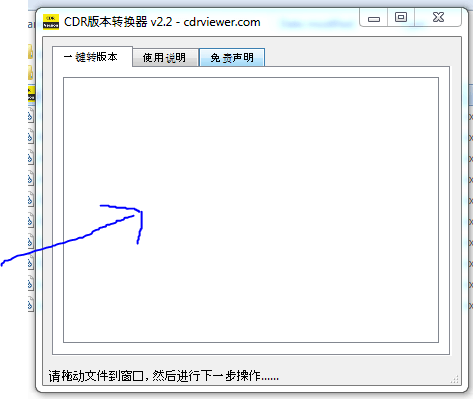 CDR版本转换器 v2.2 - cdrviewer.com
一键转版本 使用说明 免责声明
请拖动文件到窗口，然后进行下一步操作......